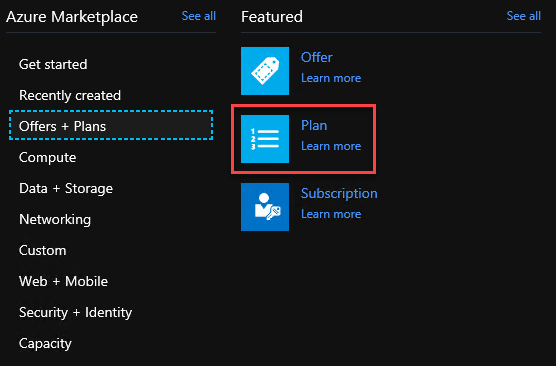 Azure Marketplace See all
Get started
Recently created
Offers + Plans
Compute
Data + Storage
Networking
Custom
Web + Mobile
Security + Identity
Capacity
Featured See all
Offer
Learn more
1
2
3
Plan
Learn more
Subscription
Learn more